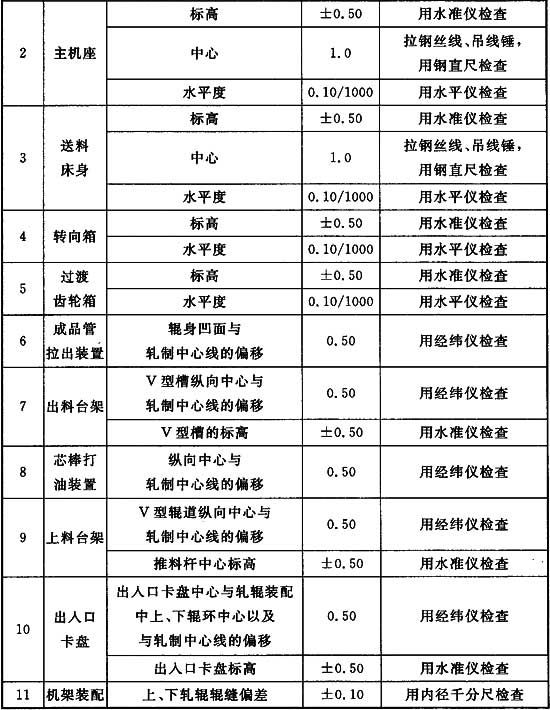 2 主机座 标高 ±0.50 用水准仪检查
中心 1.0 拉钢丝线、吊线锤，
用钢直尺检查
水平度 0.10/1000 用水平仪检查
3 送料
床身 标高 ±0.50 用水准仪检查
中心 1.0 拉钢丝线、吊线锤，
用钢直尺检查
水平度 0.10/1000 用水平仪检查
4 转向箱 标高 ±0.50 用水准仪检查
水平度 0.10/1000 用水平仪检查
5 过渡
齿轮箱 标高 ±0.50 用水准仪检查
水平度 0.10/1000 用水平仪检查
6 成品管
拉出装置 辊身凹面与
轧制中心线的偏移 0.50 用经纬仪检查
7 出料台架 V型槽纵向中心与
轧制中心线的偏移 0.50 用经纬仪检查
V型槽的标高 ±0.50 用水准仪检查
8 芯棒打
油装置 纵向中心与
轧制中心线的偏移 0.50 用经纬仪检查
9 上料台架 V型辊道纵向中心与
轧制中心线的偏移 0.50 用经纬仪检查
推料杆中心标高 ±0.50 用水准仪检查
10 出入口
卡盘 出入口卡盘中心与轧辊装配
中上、下辊环中心以及
与轧制中心线的偏移 0.50 用经纬仪检查
出入口卡盘标高 ±0.50 用水准仪检查
11 机架装配 上、下轧辊辊缝偏差 ±0.10 用内径千分尺检查